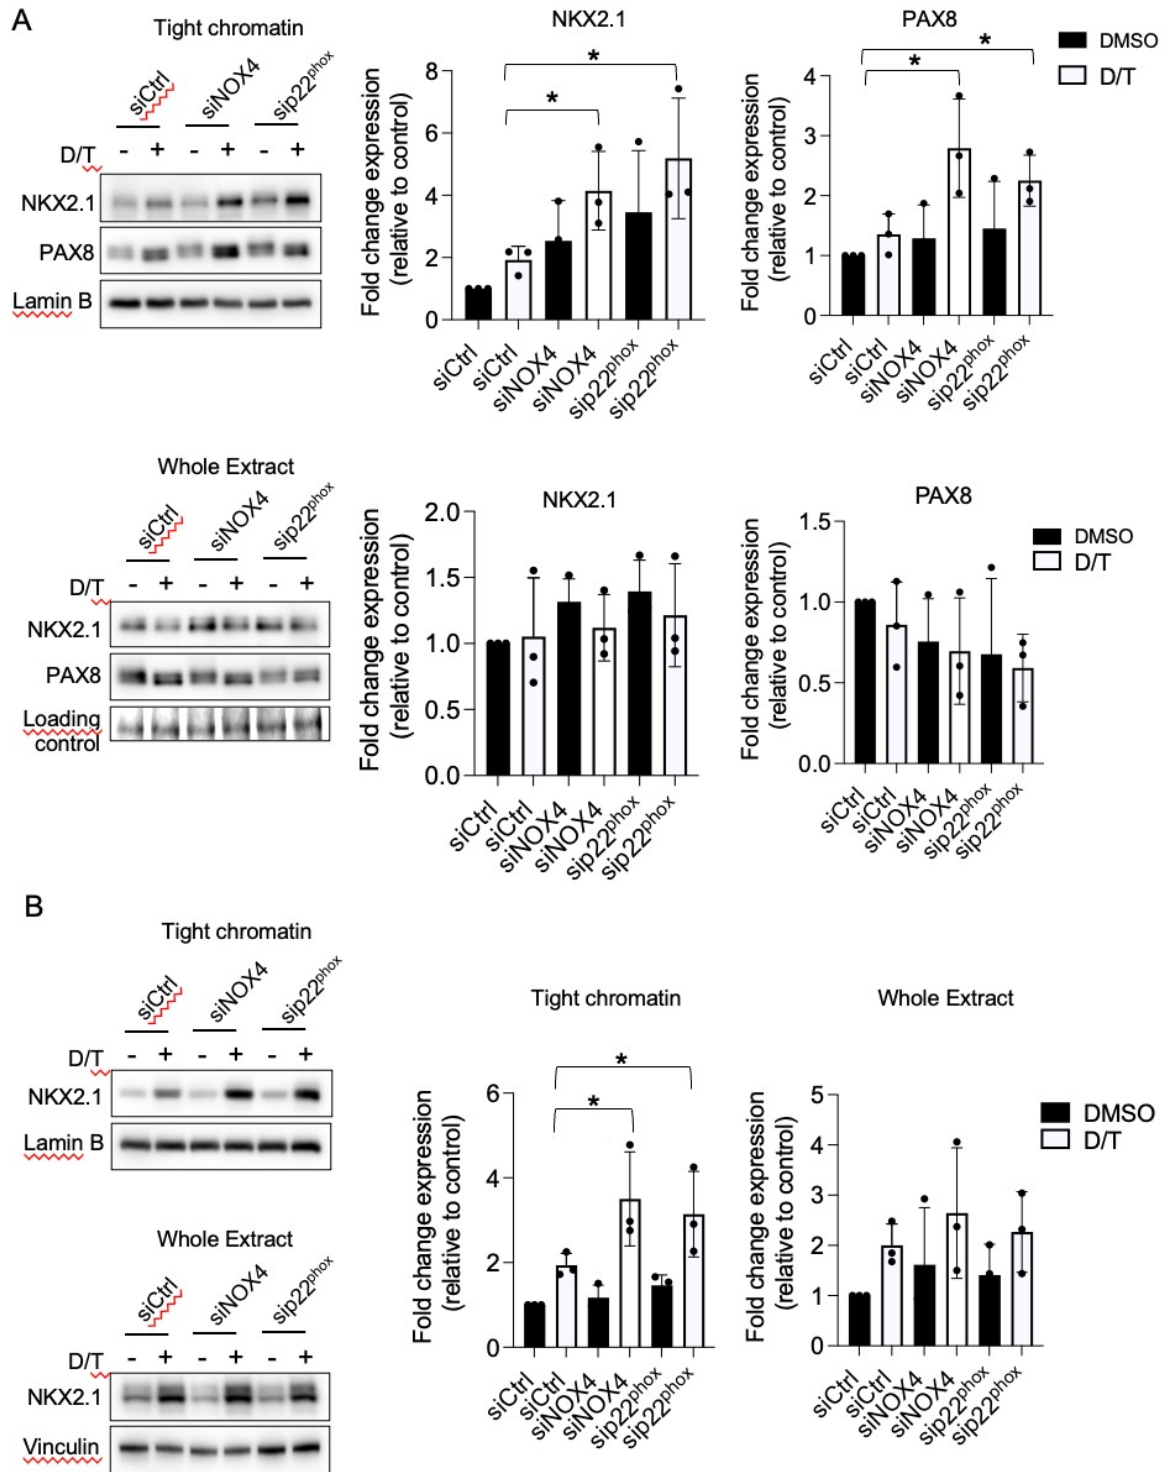 A
Tight chromatin
siCtrl
siNOX4
sip22phox
D/T
- + - + - +
NKX2.1
PAX8
Lamin B
NKX2.1
Fold change expression
(relative to control)
8
6
4
2
0
siCtrl
siCtrl
siNOX4
siNOX4
sip22phox
sip22phox
*
*
PAX8
Fold change expression
(relative to control)
4
3
2
1
0
siCtrl
siCtrl
siNOX4
siNOX4
sip22phox
sip22phox
*
*
DMSO
D/T
Whole Extract
siCtrl
siNOX4
sip22phox
D/T
- + - + - +
NKX2.1
PAX8
Loading
control
NKX2.1
Fold change expression
(relative to control)
2.0
1.5
1.0
0.5
0.0
siCtrl
siCtrl
siNOX4
siNOX4
sip22phox
sip22phox
PAX8
Fold change expression
(relative to control)
1.5
1.0
0.5
0.0
siCtrl
siCtrl
siNOX4
siNOX4
sip22phox
sip22phox
DMSO
D/T
B
Tight chromatin
siCtrl
siNOX4
sip22phox
D/T
- + - + - +
NKX2.1
Lamin B
Whole Extract
siCtrl
siNOX4
sip22phox
D/T
- + - + - +
NKX2.1
Vinculin
Tight chromatin
Fold change expression
(relative to control)
6
4
2
0
siCtrl
siCtrl
siNOX4
siNOX4
sip22phox
sip22phox
*
*
Whole Extract
Fold change expression
(relative to control)
5
4
3
2
1
0
siCtrl
siCtrl
siNOX4
siNOX4
sip22phox
sip22phox
DMSO
D/T